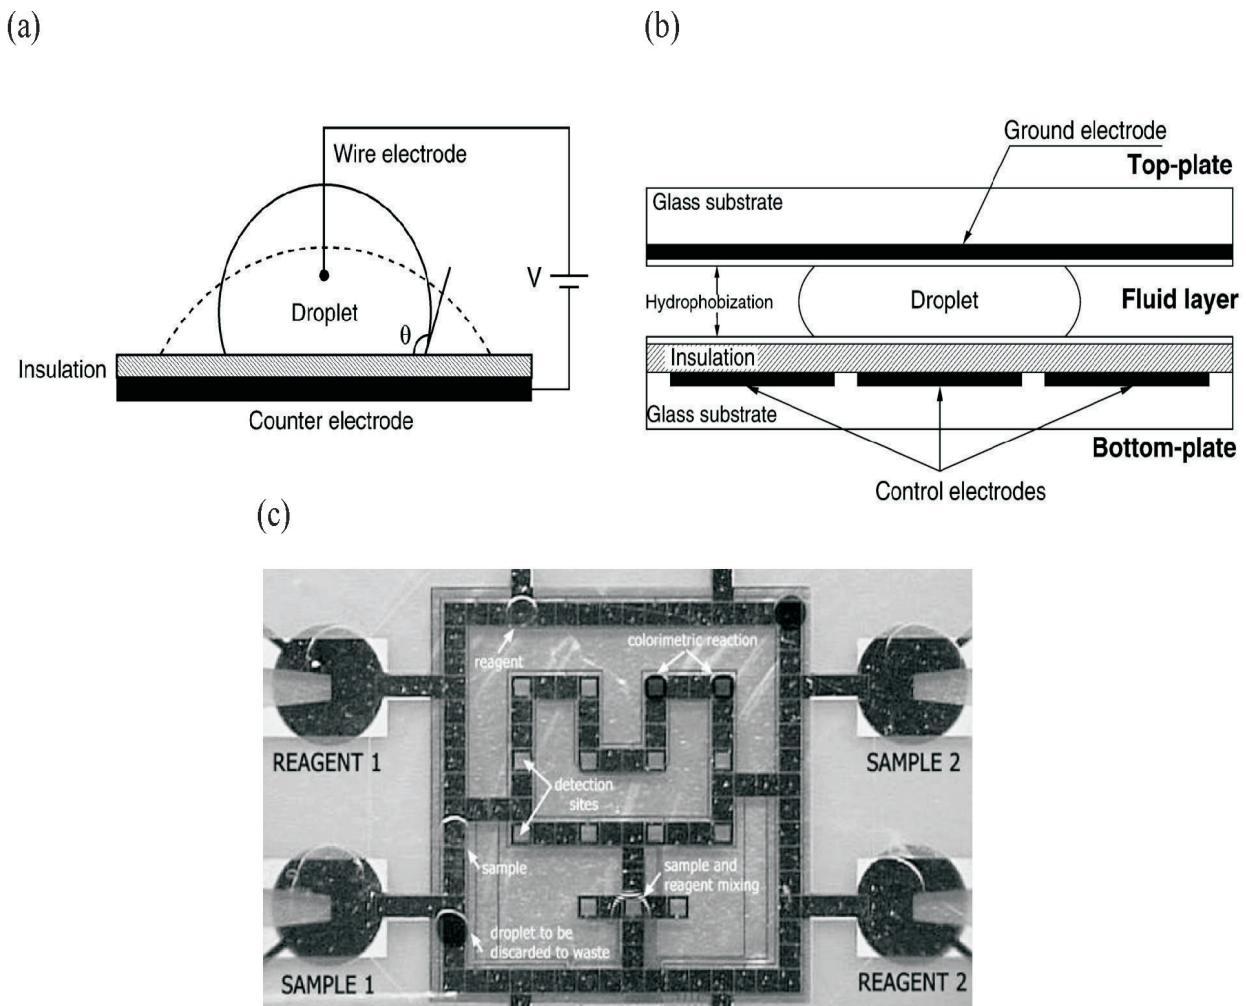 (a)
Wire electrode
V
Droplet
θ
Insulation
Counter electrode
(b)
Ground electrode
Top-plate
Glass substrate
Hydrophobization
Droplet
Fluid layer
Insulation
Glass substrate
Bottom-plate
Control electrodes
(c)
reagent
colorimetric reaction
REAGENT 1
SAMPLE 2
detection
sites
sample
sample and
reagent mixing
droplet to be
discarded to waste
SAMPLE 1
REAGENT 2